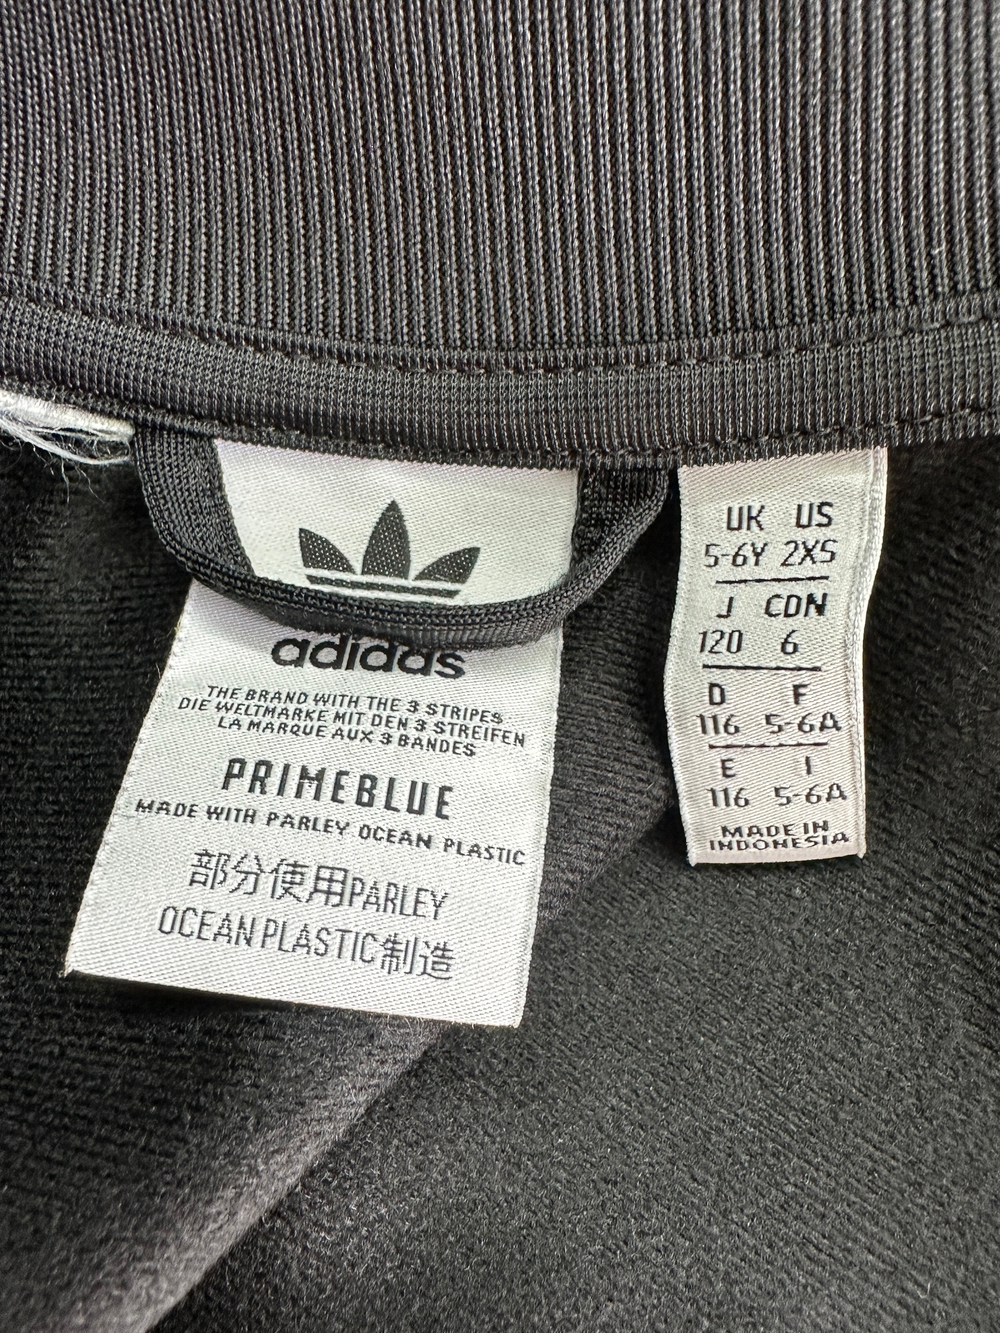 adidas
THE BRAND WITH THE 3 STRIPES
DIE WELTMARKE MIT DEN 3 STREIFEN
LA MARQUE AUX 3 BANDES
PRIMEBLUE
MADE WITH PARLEY OCEAN PLASTIC
部分使用PARLEY
OCEAN PLASTIC制造
UK US
5-6Y 2XS
J CDN
120 6
D F
116 5-6A
E I
116 5-6A
MADE IN
INDONESIA